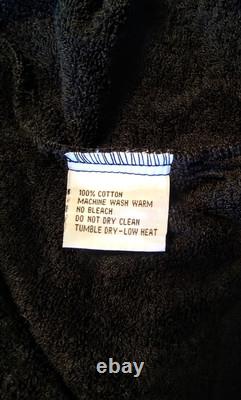 100% COTTON
MACHINE WASH WARM
NO BLEACH
DO NOT DRY CLEAN
TUMBLE DRY-LOW HEAT
ebay